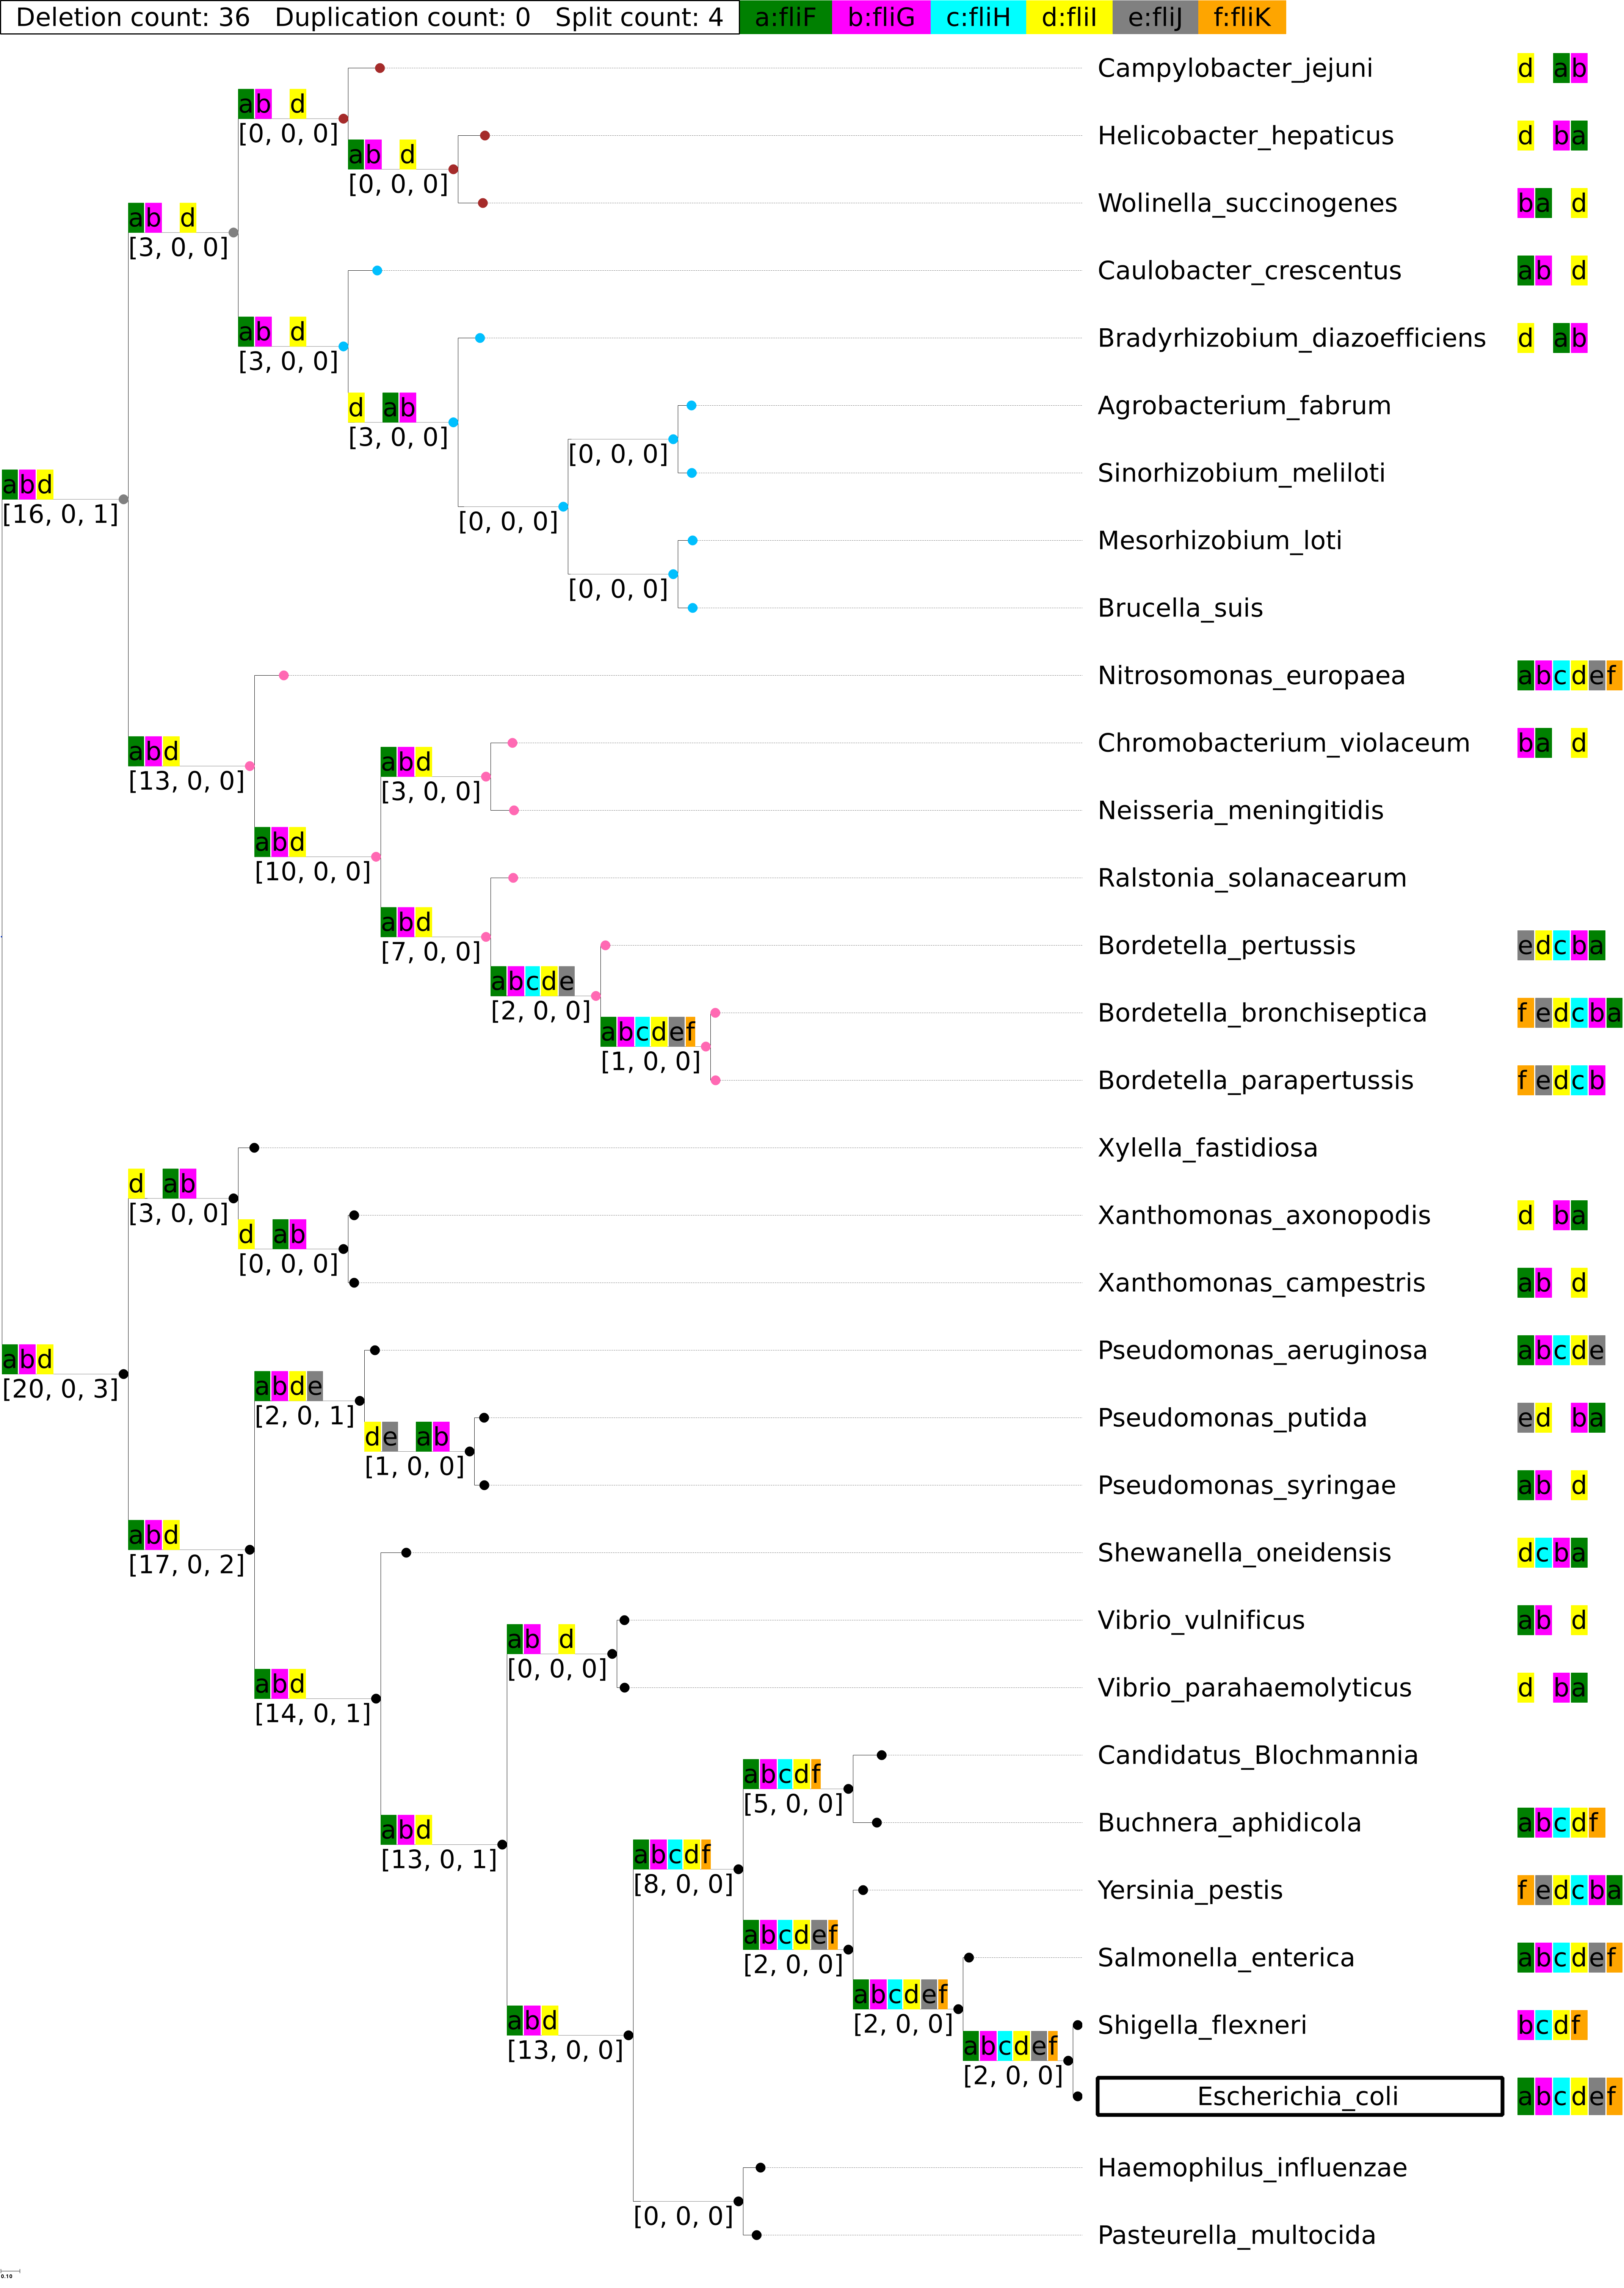 Deletion count: 36 Duplication count: 0 Split count: 4 a:fliF b:fliG c:fliH d:fliI e:fliJ f:fliK
Campylobacter_jejuni d ab
ab d
[0, 0, 0]
Helicobacter_hepaticus d ba
ab d
[0, 0, 0]
Wolinella_succinogenes ba d
ab d
[3, 0, 0]
Caulobacter_crescentus ab d
ab d
[3, 0, 0]
Bradyrhizobium_diazoefficiens d ab
d ab
[3, 0, 0]
Agrobacterium_fabrum
[0, 0, 0]
Sinorhizobium_meliloti
abd
[16, 0, 1]
[0, 0, 0]
Mesorhizobium_loti
[0, 0, 0]
Brucella_suis
Nitrosomonas_europaea abcdef
abd
[13, 0, 0]
Chromobacterium_violaceum ba d
abd
[3, 0, 0]
Neisseria_meningitidis
abd
[10, 0, 0]
Ralstonia_solanacearum
abd
[7, 0, 0]
Bordetella_pertussis edcba
abcde
[2, 0, 0]
Bordetella_bronchiseptica fedcba
abcdef
[1, 0, 0]
Bordetella_parapertussis fedcb
Xylella_fastidiosa
d ab
[3, 0, 0]
Xanthomonas_axonopodis d ba
d ab
[0, 0, 0]
Xanthomonas_campestris ab d
abd
[20, 0, 3]
Pseudomonas_aeruginosa abcde
abde
[2, 0, 1]
Pseudomonas_putida ed ba
de ab
[1, 0, 0]
Pseudomonas_syringae ab d
abd
[17, 0, 2]
Shewanella_oneidensis dcba
Vibrio_vulnificus ab d
ab d
[0, 0, 0]
Vibrio_parahaemolyticus d ba
abd
[14, 0, 1]
Candidatus_Blochmannia
abcdf
[5, 0, 0]
Buchnera_aphidicola abcdf
abd
[13, 0, 1]
abcdf
[8, 0, 0]
Yersinia_pestis fedcba
abcdef
[2, 0, 0]
Salmonella_enterica abcdef
abcdef
[2, 0, 0]
Shigella_flexneri bcdf
abd
[13, 0, 0]
abcdef
[2, 0, 0]
Escherichia_coli abcdef
Haemophilus_influenzae
[0, 0, 0]
Pasteurella_multocida
0.10